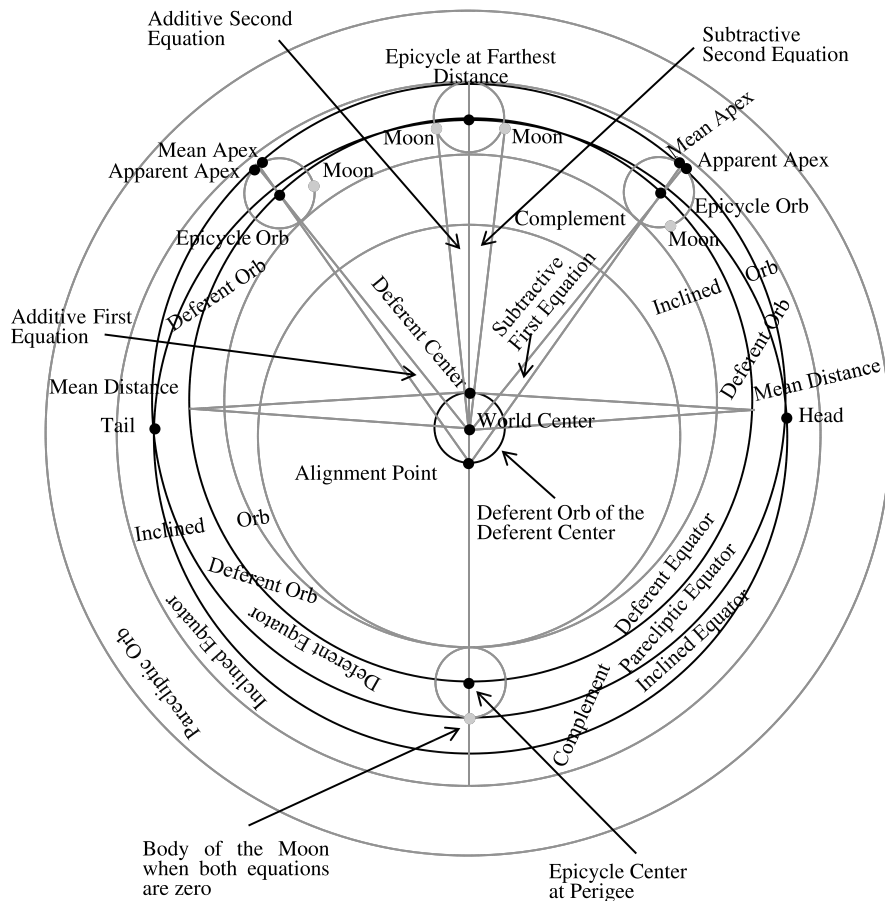 Additive Second
Equation
Subtractive
Second Equation
Epicycle at Farthest
Distance
Mean Apex
Apparent Apex
Moon
Moon
Moon
Mean Apex
Apparent Apex
Epicycle Orb
Epicycle Orb
Moon
Complement
Deferent Orb
Deferent Center
Subtractive
First Equation
Inclined
Orb
Deferent Orb
Additive First
Equation
Mean Distance
Mean Distance
Tail
World Center
Head
Alignment Point
Deferent Orb of the
Deferent Center
Inclined
Orb
Deferent Orb
Deferent Equator
Inclined Equator
Parecliptic Orb
Deferent Equator
Parecliptic Equator
Inclined Equator
Complement
Body of the Moon
when both equations
are zero
Epicycle Center
at Perigee